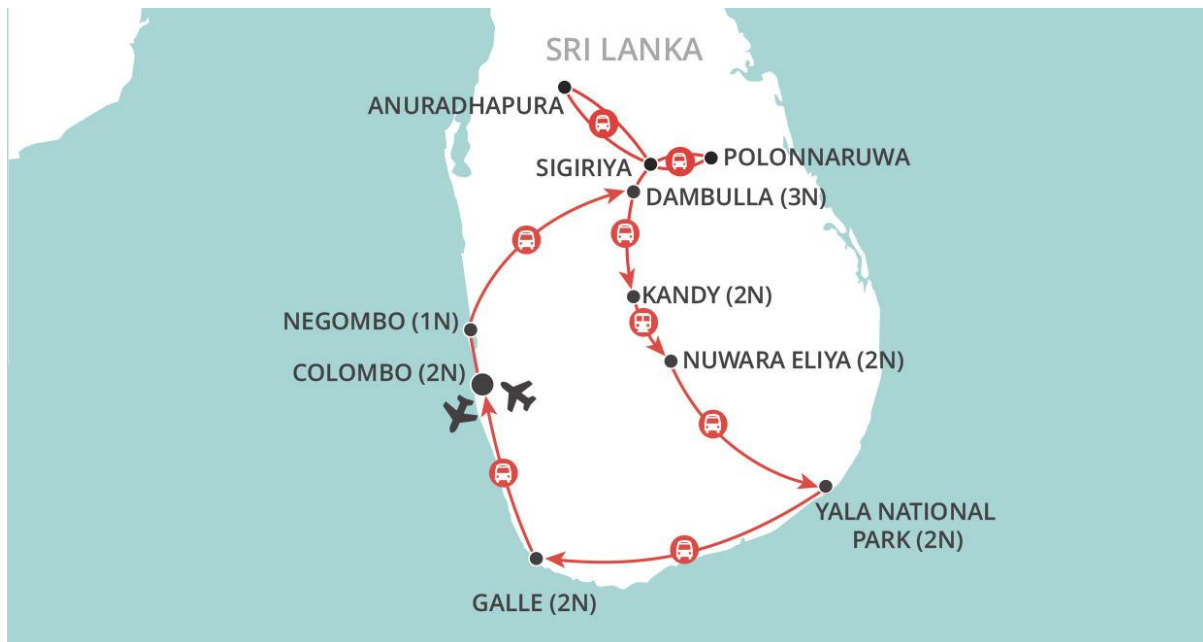 SRI LANKA
ANURADHAPURA
SIGIRIYA
POLONNARUWA
DAMBULLA (3N)
KANDY (2N)
NEGOMBO (1N)
NUWARA ELIYA (2N)
COLOMBO (2N)
YALA NATIONAL
PARK (2N)
GALLE (2N)